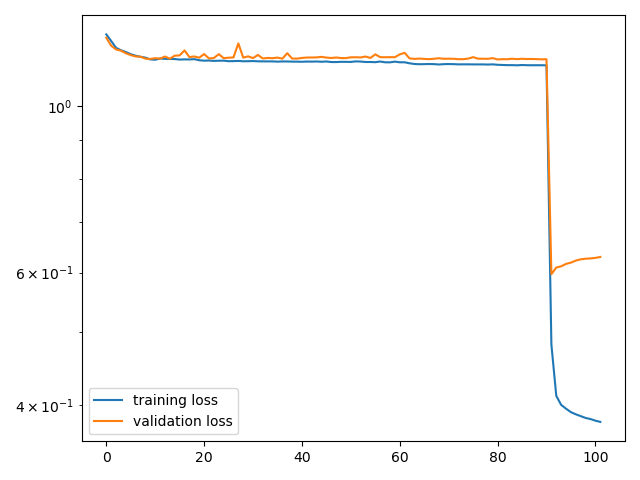 10⁰
6 × 10⁻¹
4 × 10⁻¹
training loss
validation loss
0 20 40 60 80 100